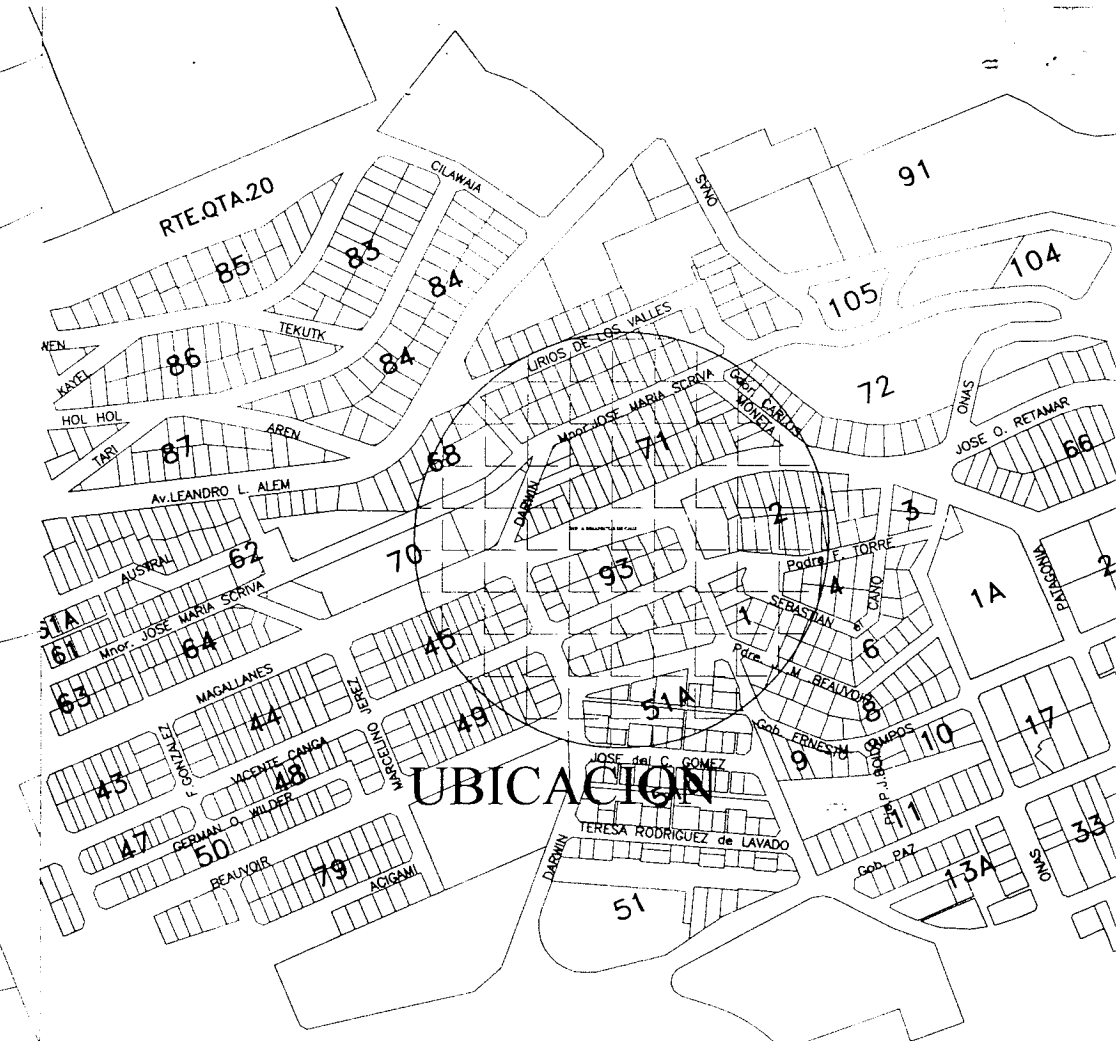 91
CILAWAIA
ONAS
RTE.QTA.20
83
85
84
104
105
TEKUTK
LIRIOS DE LOS VALLES
KAYEL
86
84
72
Gdor. CARLOS
MONETA
Mnor. JOSE MARIA SCRIVA
ONAS
JOSE O. RETAMAR
HOL HOL
AREN
TARI
87
71
66
68
Av.LEANDRO L. ALEM
DARWIN
2
3
62
70
AUSTRAL
93
Padre E. TORRE
PATAGONIA
2
4
CANO
1A
61
Mnor. JOSE MARIA SCRIVA
64
SEBASTIAN
1
6
MAGALLANES
Pdre. J. M. BEAUVOIR
63
51A
8
44
MARCELINO JEREZ
49
17
F.GONZALEZ
Gob. ERNESTO M. CAMPOS
10
VICENTE CANGA
9
43
48
JOSE del C. GOMEZ
UBICACION
GERMAN O. WILDER
11
47
50
TERESA RODRIGUEZ de LAVADO
33
BEAUVOIR
79
DARWIN
Gob. PAZ
13A
ONAS
ACIGAMI
51